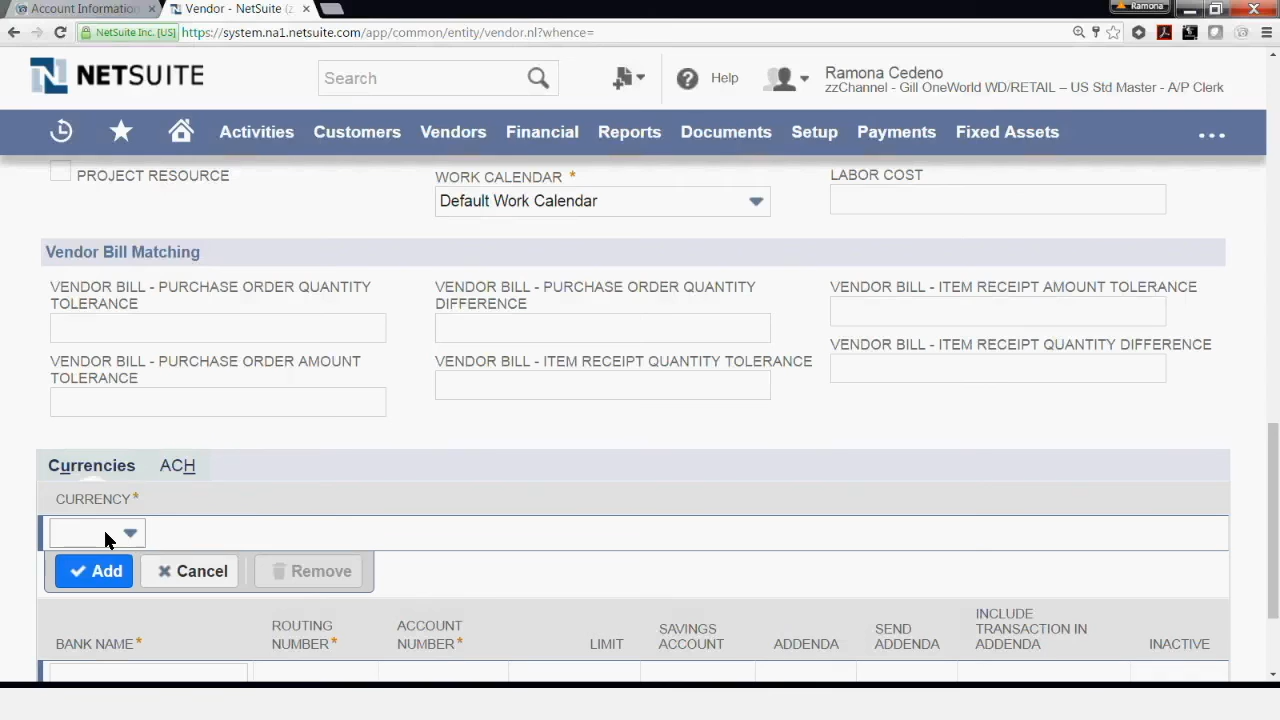 Account Information
Vendor - NetSuite (z
Ramona
NetSuite Inc. [US]
https://system.na1.netsuite.com/app/common/entity/vendor.nl?whence=
NETSUITE
Search
Help
Ramona Cedeno
zzChannel - Gill OneWorld WD/RETAIL – US Std Master - A/P Clerk
Activities
Customers
Vendors
Financial
Reports
Documents
Setup
Payments
Fixed Assets
...
PROJECT RESOURCE
WORK CALENDAR *
Default Work Calendar
LABOR COST
Vendor Bill Matching
VENDOR BILL - PURCHASE ORDER QUANTITY
TOLERANCE
VENDOR BILL - PURCHASE ORDER AMOUNT
TOLERANCE
VENDOR BILL - PURCHASE ORDER QUANTITY
DIFFERENCE
VENDOR BILL - ITEM RECEIPT QUANTITY TOLERANCE
VENDOR BILL - ITEM RECEIPT AMOUNT TOLERANCE
VENDOR BILL - ITEM RECEIPT QUANTITY DIFFERENCE
Currencies
ACH
CURRENCY *
Add
Cancel
Remove
BANK NAME *
ROUTING
NUMBER *
ACCOUNT
NUMBER *
LIMIT
SAVINGS
ACCOUNT
ADDENDA
SEND
ADDENDA
INCLUDE
TRANSACTION IN
ADDENDA
INACTIVE